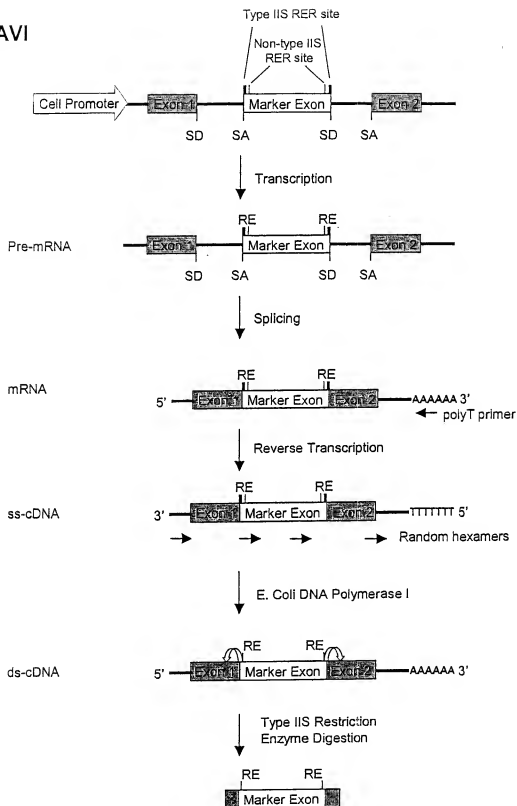 AVI
Type IIS RER site
Non-type IIS
RER site
Cell Promoter
Exon 1
Marker Exon
Exon 2
SD SA SD SA
Transcription
RE RE
Pre-mRNA
Exon 1
Marker Exon
Exon 2
SD SA SD SA
Splicing
RE RE
mRNA
5' Exon 1 Marker Exon Exon 2 AAAAAA 3'
polyT primer
Reverse Transcription
RE RE
ss-cDNA
3' Exon 1 Marker Exon Exon 2 TTTTTTT 5'
Random hexamers
E. Coli DNA Polymerase I
RE RE
ds-cDNA
5' Exon 1 Marker Exon Exon 2 AAAAAA 3'
Type IIS Restriction
Enzyme Digestion
RE RE
Marker Exon